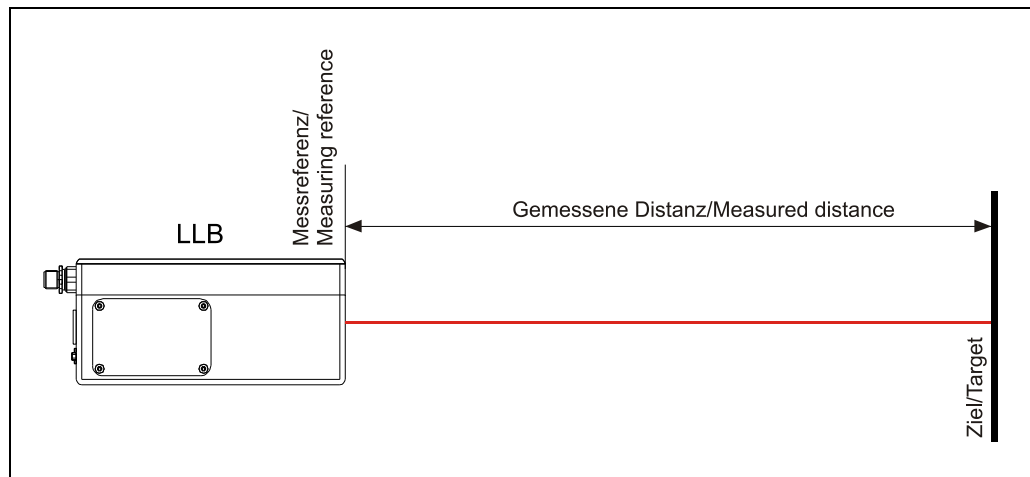 Messreferenz/
Measuring reference
Gemessene Distanz/Measured distance
LLB
Ziel/Target